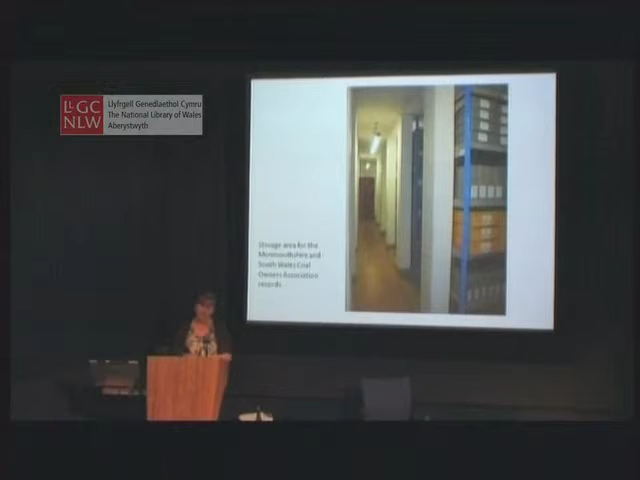 LLGC
NLW
Llyfrgell Genedlaethol Cymru
The National Library of Wales
Aberystwyth
Storage area for the
Monmouthshire and
South Wales Coal
Owners Association
records.